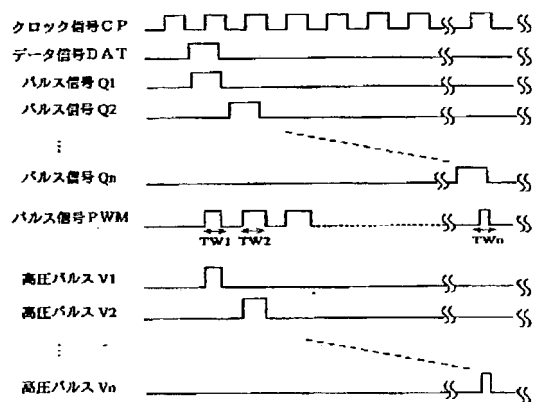 クロック信号CP
データ信号DAT
パルス信号Q1
パルス信号Q2
⋮
パルス信号Qn
パルス信号PWM
TW1 TW2 TWn
高圧パルスV1
高圧パルスV2
⋮
高圧パルスVn